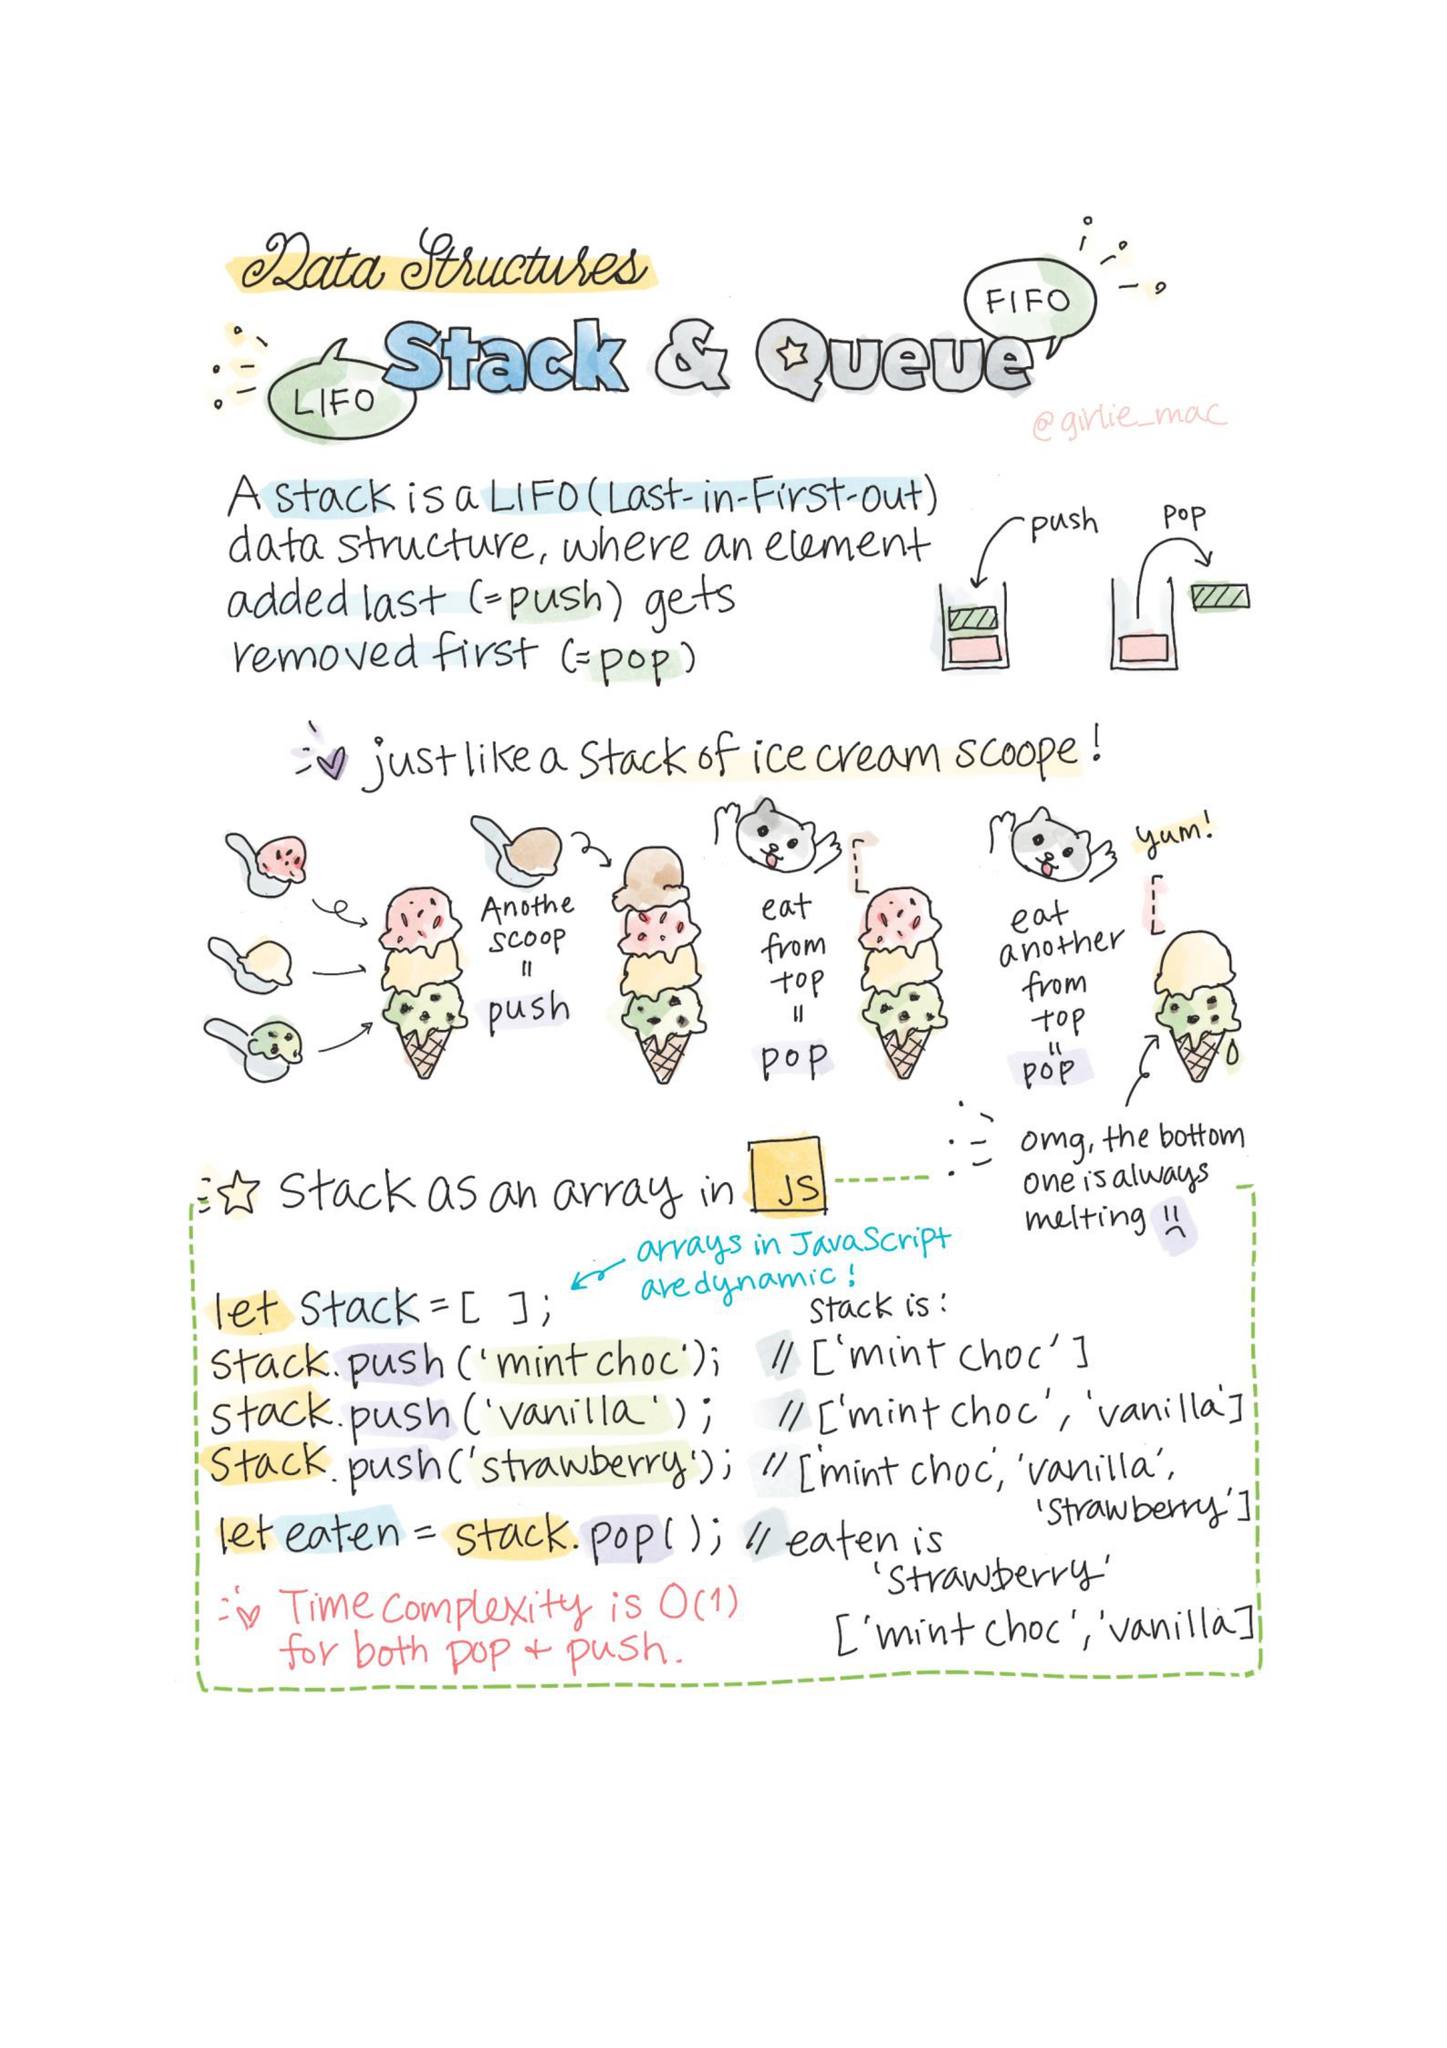 Data Structures
FIFO
Stack & Queue
LIFO
@girlie_mac
A stack is a LIFO (Last-in-First-out)
data structure, where an element
added last (=push) gets
removed first (=pop)
push
pop
just like a stack of ice cream scoope!
Anothe
scoop
=
push
eat
from
top
=
pop
eat
another
from
top
=
pop
yum!
omg, the bottom
one is always
melting
Stack as an array in JS
arrays in JavaScript
are dynamic!
let stack = [ ];
stack is:
stack.push('mint choc'); // ['mint choc']
stack.push('vanilla'); // ['mint choc', 'vanilla']
stack.push('strawberry'); // ['mint choc', 'vanilla',
'strawberry']
let eaten = stack.pop(); // eaten is
'strawberry'
['mint choc', 'vanilla]
Time complexity is O(1)
for both pop + push.